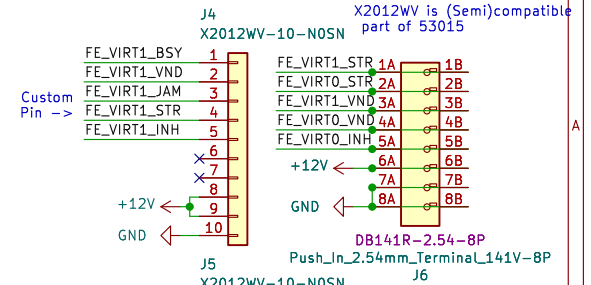 J4
X2012WV-10-N0SN
X2012WV is (Semi)compatible
part of 53015
Custom
Pin ->
FE_VIRT1_BSY 1
FE_VIRT1_VND 2
FE_VIRT1_JAM 3
FE_VIRT1_STR 4
FE_VIRT1_INH 5
6
7
8
+12V 9
GND 10
FE_VIRT1_STR 1A 1B
FE_VIRT0_STR 2A 2B
FE_VIRT1_VND 3A 3B
FE_VIRT0_VND 4A 4B
FE_VIRT0_INH 5A 5B
+12V 6A 6B
7A 7B
GND 8A 8B
DB141R-2.54-8P
Push_In_2.54mm_Terminal_141V-8P
J6
J5
X2012WV-10-N0SN
A